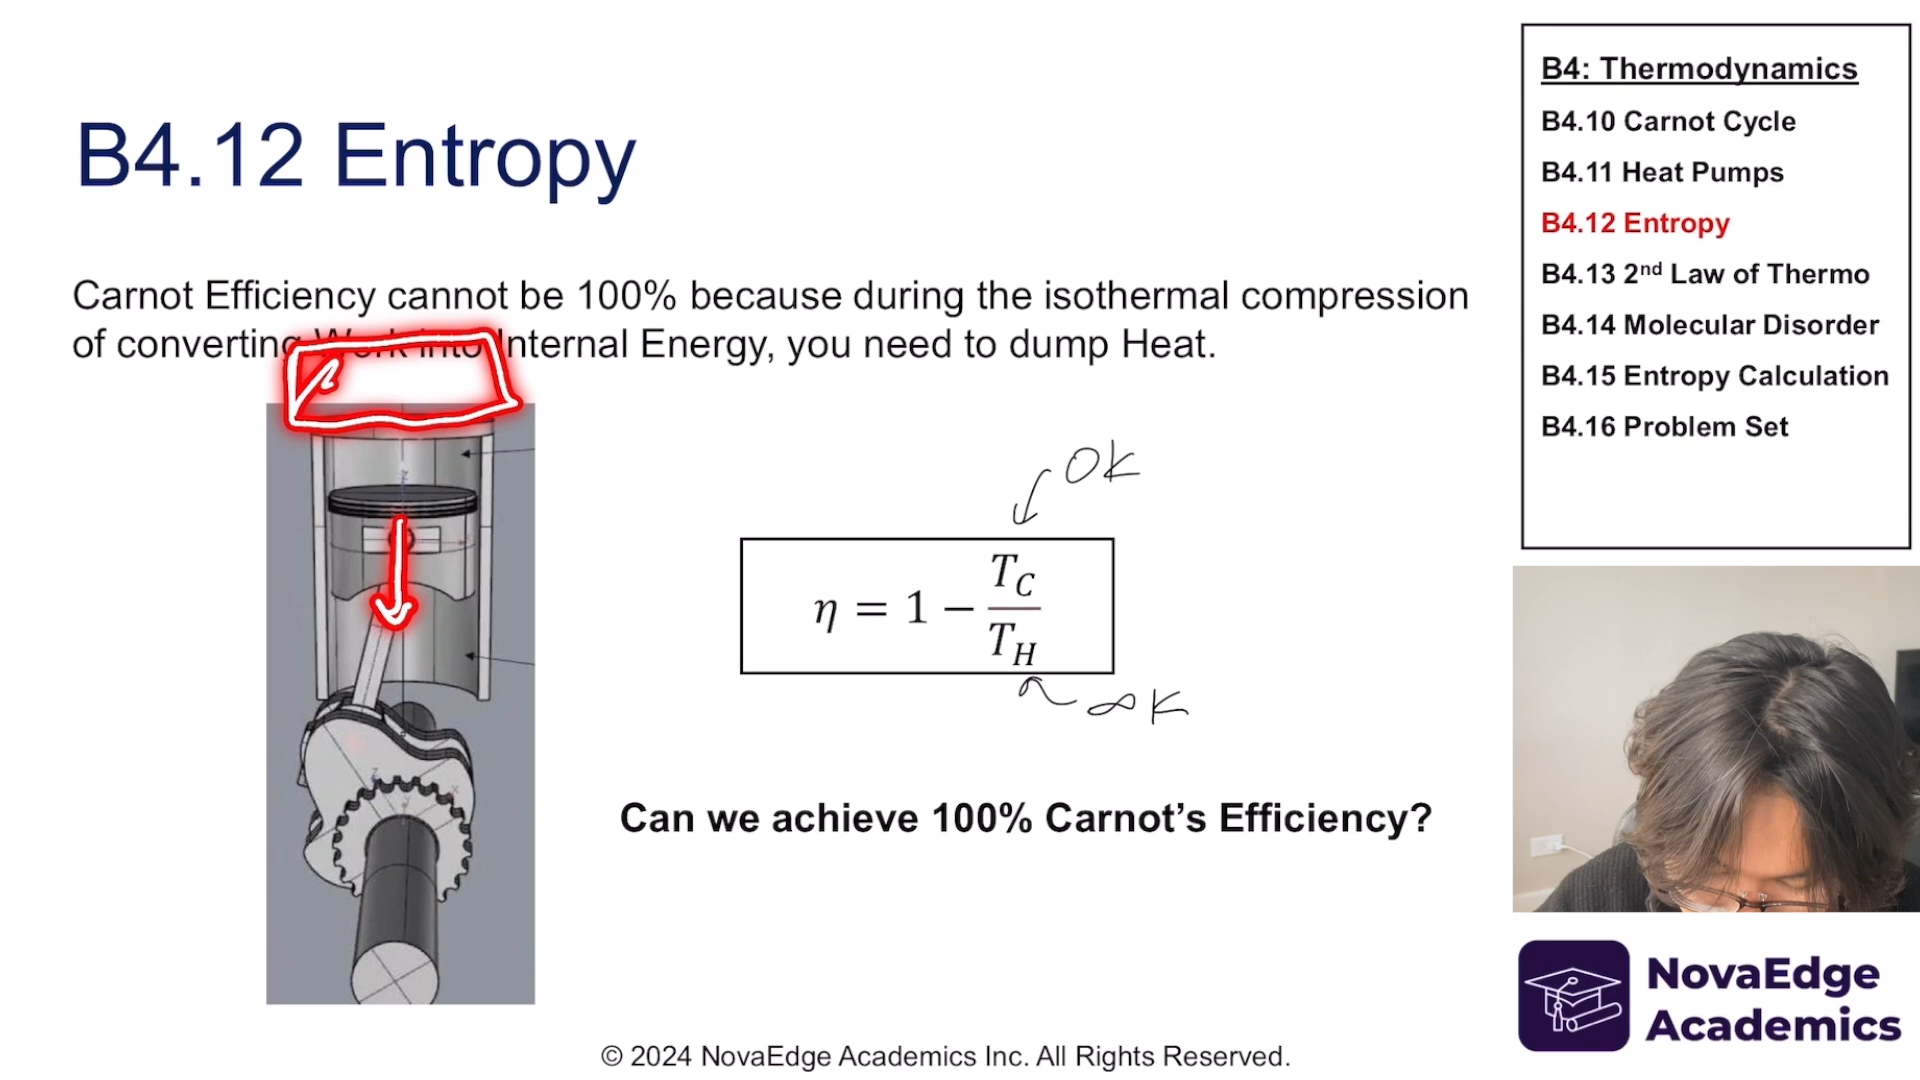 B4.12 Entropy
Carnot Efficiency cannot be 100% because during the isothermal compression
of converting Work into Internal Energy, you need to dump Heat.
0K
η = 1 − T_C / T_H
∞ K
Can we achieve 100% Carnot's Efficiency?
© 2024 NovaEdge Academics Inc. All Rights Reserved.
B4: Thermodynamics
B4.10 Carnot Cycle
B4.11 Heat Pumps
B4.12 Entropy
B4.13 2nd Law of Thermo
B4.14 Molecular Disorder
B4.15 Entropy Calculation
B4.16 Problem Set
NovaEdge
Academics